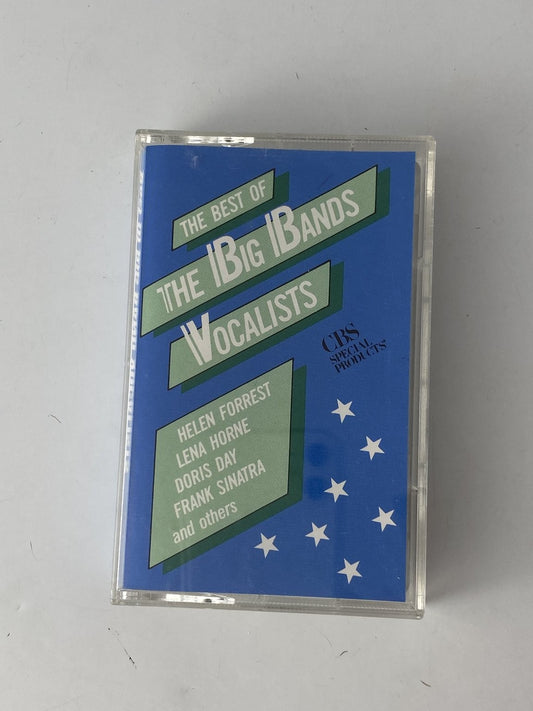 THE BEST OF
THE BIG BANDS
VOCALISTS
CBS
SPECIAL
PRODUCTS
HELEN FORREST
LENA HORNE
DORIS DAY
FRANK SINATRA
and others